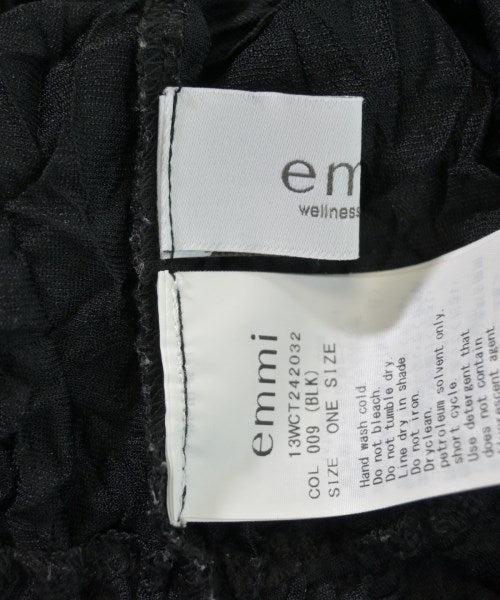 em
wellness
emmi
13WCT242032
COL 009 (BLK)
SIZE ONE SIZE
Hand wash cold
Do not bleach.
Do not tumble dry.
Line dry in shade
Do not iron.
Dryclean.
petroleum solvent only.
short cycle
Use detergent that
does not contain
agent